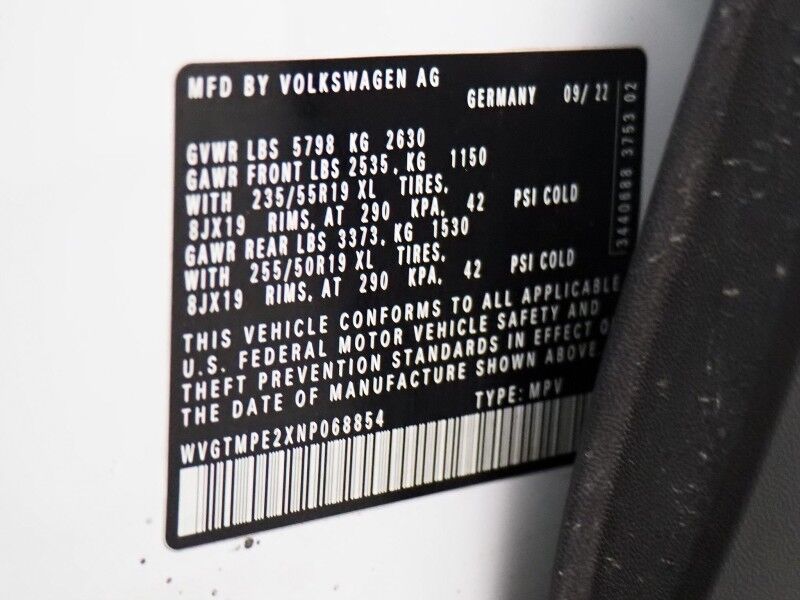 MFD BY VOLKSWAGEN AG
GERMANY 09/ 22
GVWR LBS 5798 KG 2630
GAWR FRONT LBS 2535, KG 1150
WITH 235/55R19 XL TIRES,
8JX19 RIMS, AT 290 KPA, 42 PSI COLD
GAWR REAR LBS 3373, KG 1530
WITH 255/50R19 XL TIRES,
8JX19 RIMS, AT 290 KPA, 42 PSI COLD
THIS VEHICLE CONFORMS TO ALL APPLICABLE
U.S. FEDERAL MOTOR VEHICLE SAFETY AND
THEFT PREVENTION STANDARDS IN EFFECT
THE DATE OF MANUFACTURE SHOWN ABOVE
TYPE: MPV
WVGTMPE2XNP068854
3440688 3753 02